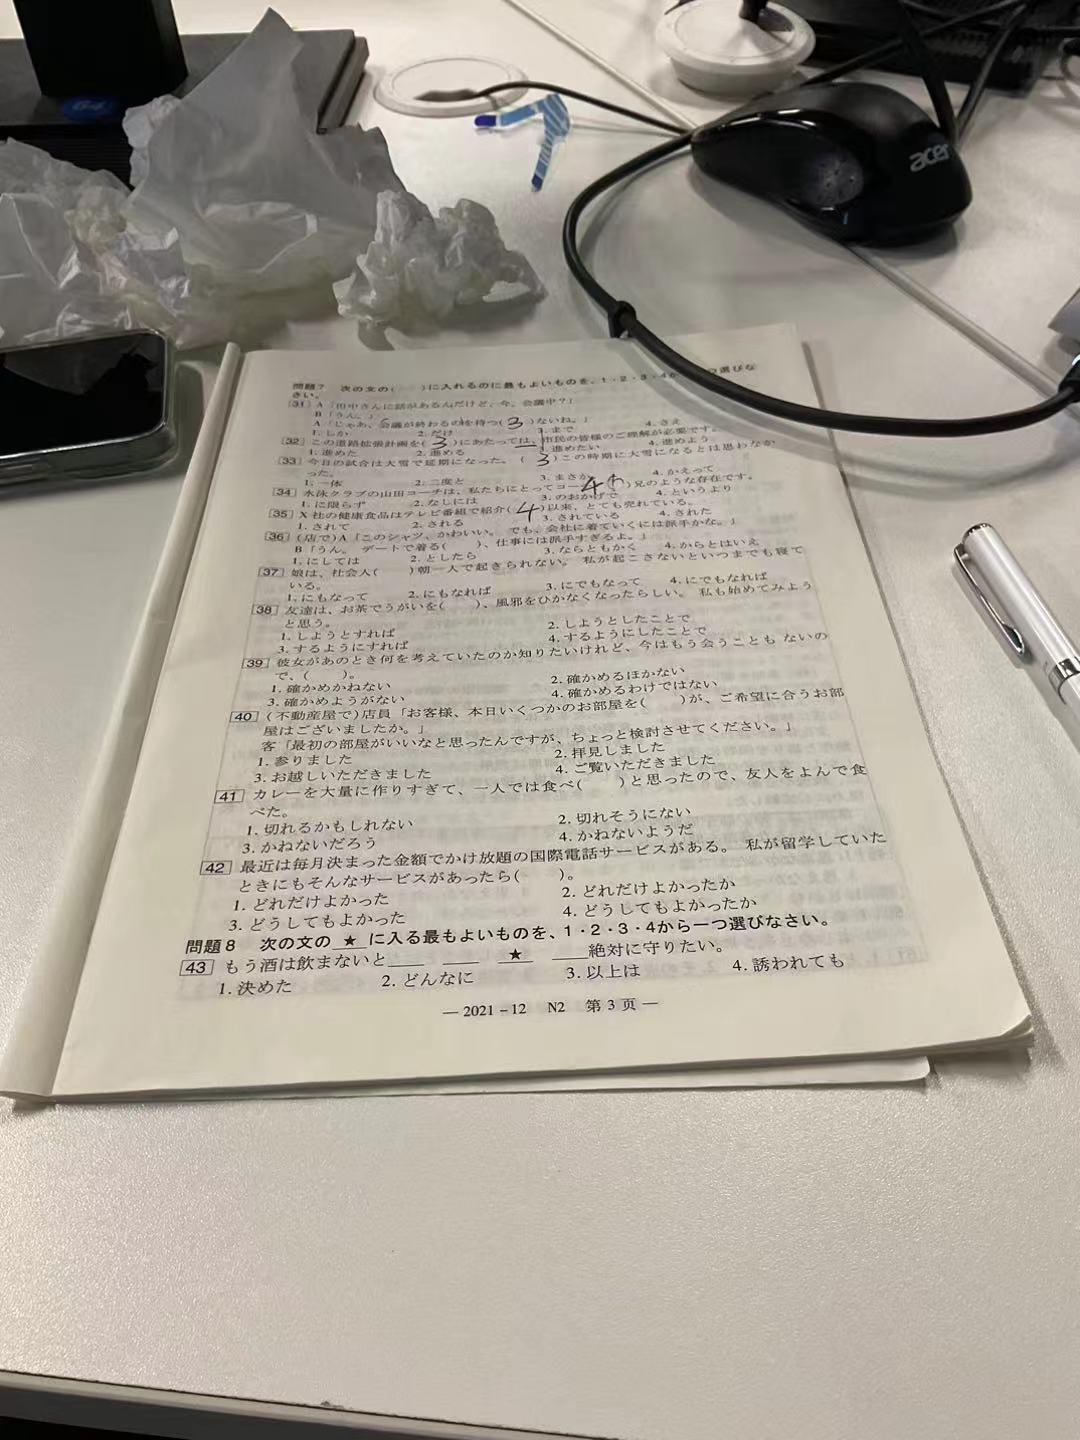 acer
問題7 次の文の( )に入れるのに最もよいものを、1・2・3・4か つ選びな
さい。
31 A「田中さんに話があるんだけど、今、会議中？」
B「うん。」
A「じゃあ、会議が終わるのを待つ( 3 )ないね。」
1. しか 2. だけ 3. まで 4. さえ
32 この道路拡張計画を( 3 )にあたっては、市民の皆様のご理解が必要です。
1. 進めた 2. 進める 3. 進めたい 4. 進めよう
33 今日の試合は大雪で延期になった。( 3 )この時期に大雪になるとは思わなか
った。
1. 一体 2. 二度と 3. まさか 4. かえって
34 水泳クラブの山田コーチは、私たちにとってコー 4 )兄のような存在です。
1. に限らず 2. なしには 3. のおかげで 4. というより
35 X社の健康食品はテレビ番組で紹介( 4 )以来、とても売れている。
1. されて 2. される 3. されている 4. された
36 (店で)A「このシャツ、かわいい。 でも、会社に着ていくには派手かな。」
B「うん。 デートで着る( )、仕事には派手すぎるよ。」
1. にしては 2. としたら 3. ならともかく 4. からとはいえ
37 娘は、社会人( )朝一人で起きられない。 私が起こさないといつまでも寝て
いる。
1. にもなって 2. にもなれば 3. にでもなって 4. にでもなれば
38 友達は、お茶でうがいを( )、風邪をひかなくなったらしい。 私も始めてみよう
と思う。
1. しようとすれば 2. しようとしたことで
3. するようにすれば 4. するようにしたことで
39 彼女があのとき何を考えていたのか知りたいけれど、今はもう会うことも ないの
で、( )。
1. 確かめかねない 2. 確かめるほかない
3. 確かめようがない 4. 確かめるわけではない
40 (不動産屋で)店員「お客様、本日いくつかのお部屋を( )が、ご希望に合うお部
屋はございましたか。」
客「最初の部屋がいいなと思ったんですが、ちょっと検討させてください。」
1. 参りました 2. 拝見しました
3. お越しいただきました 4. ご覧いただきました
41 カレーを大量に作りすぎて、一人では食べ( )と思ったので、友人をよんで食
べた。
1. 切れるかもしれない 2. 切れそうにない
3. かねないだろう 4. かねないようだ
42 最近は毎月決まった金額でかけ放題の国際電話サービスがある。 私が留学していた
ときにもそんなサービスがあったら( )。
1. どれだけよかった 2. どれだけよかったか
3. どうしてもよかった 4. どうしてもよかったか
問題8 次の文の ★ に入る最もよいものを、1・2・3・4から一つ選びなさい。
43 もう酒は飲まないと____ ____ __★__ ____絶対に守りたい。
1. 決めた 2. どんなに 3. 以上は 4. 誘われても
— 2021－12 N2 第 3 页 —